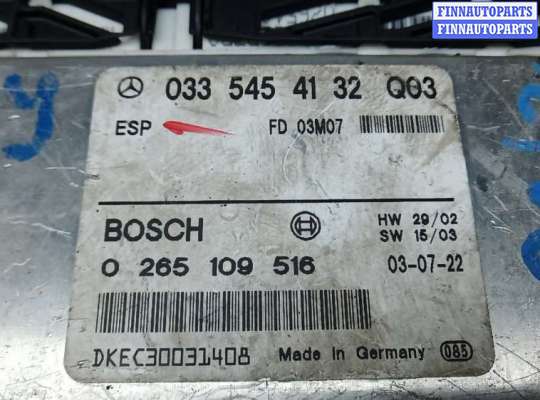 FINNAUTOPARTS
FINNAUTOPARTS
033 545 41 32 Q03
ESP FD 03M07
BOSCH HW 29/02
SW 15/03
0 265 109 516 03-07-22
DKEC30031408 Made in Germany 085